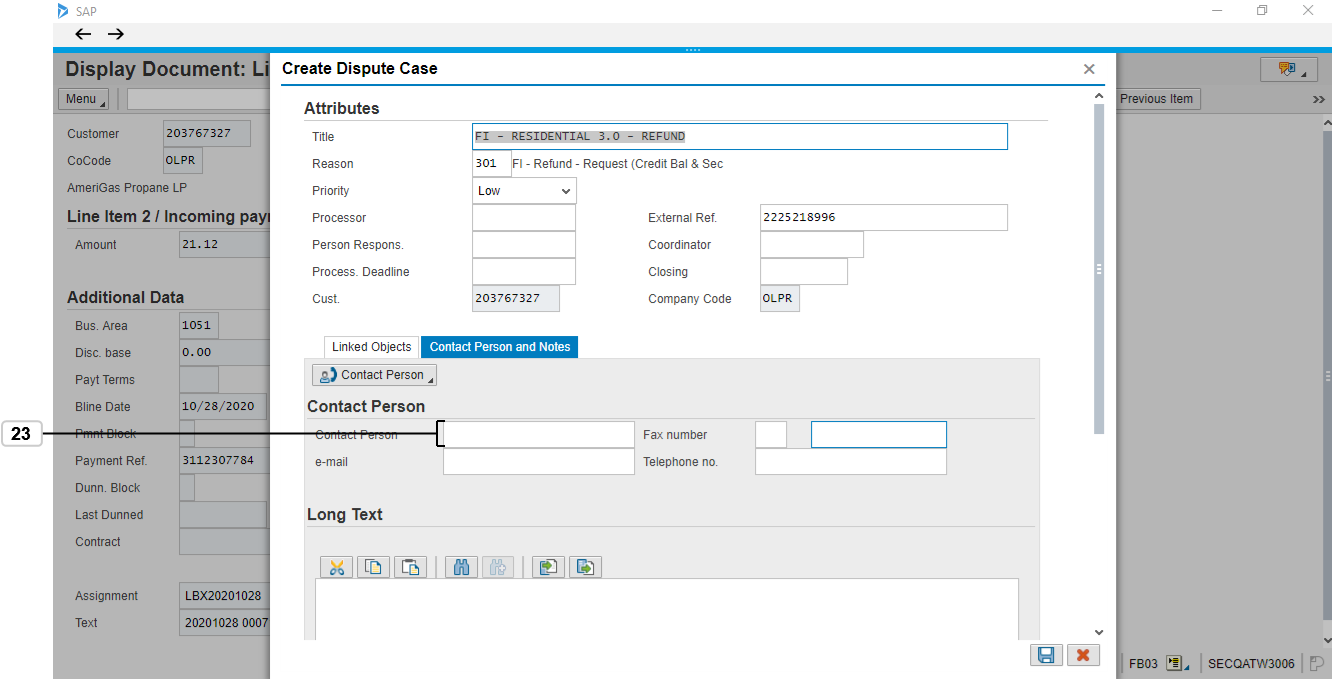 SAP
Display Document: Li
Menu
Previous Item
Customer 203767327
CoCode OLPR
AmeriGas Propane LP
Line Item 2 / Incoming payr
Amount 21.12
Additional Data
Bus. Area 1051
Disc. base 0.00
Payt Terms
Bline Date 10/28/2020
23
Pmnt Block
Payment Ref. 3112307784
Dunn. Block
Last Dunned
Contract
Assignment LBX20201028
Text 20201028 0007
Create Dispute Case
Attributes
Title FI - RESIDENTIAL 3.0 - REFUND
Reason 301 FI - Refund - Request (Credit Bal & Sec
Priority Low
Processor External Ref. 2225218996
Person Respons. Coordinator
Process. Deadline Closing
Cust. 203767327 Company Code OLPR
Linked Objects Contact Person and Notes
Contact Person
Contact Person
Contact Person Fax number
e-mail Telephone no.
Long Text
FB03 SECQATW3006